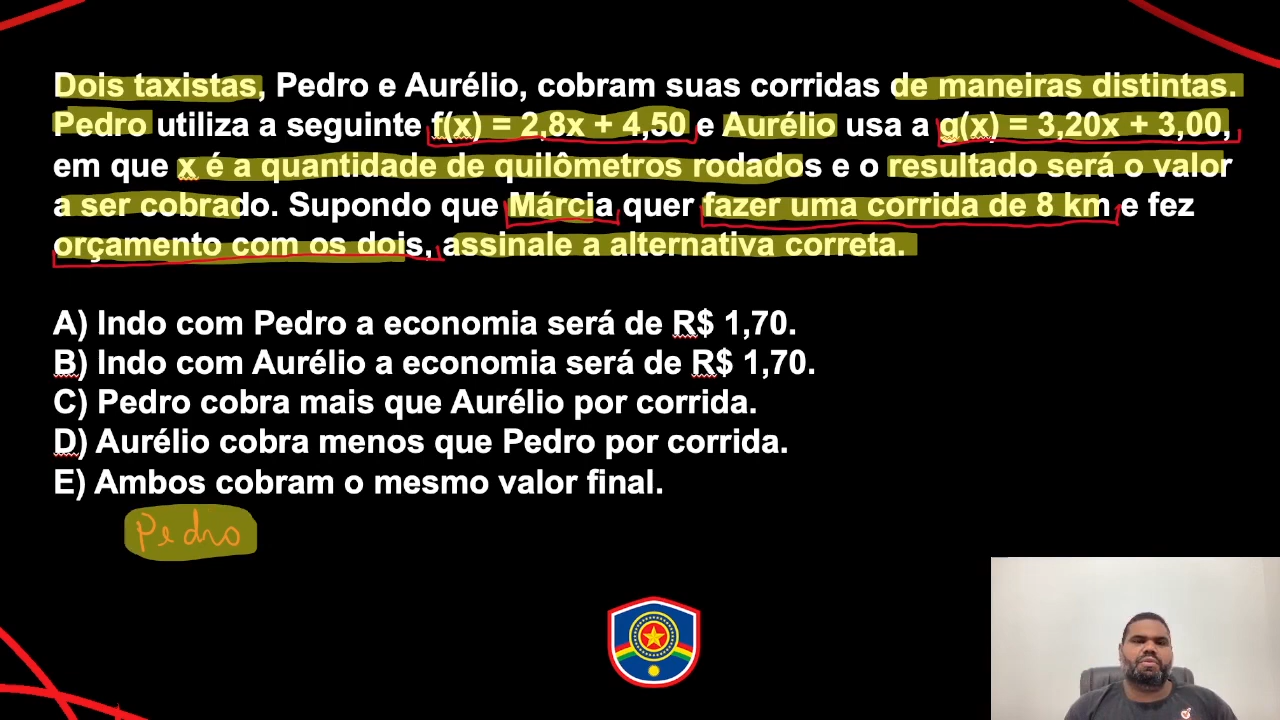 Dois taxistas, Pedro e Aurélio, cobram suas corridas de maneiras distintas.
Pedro utiliza a seguinte f(x) = 2,8x + 4,50 e Aurélio usa a g(x) = 3,20x + 3,00,
em que x é a quantidade de quilômetros rodados e o resultado será o valor
a ser cobrado. Supondo que Márcia quer fazer uma corrida de 8 km e fez
orçamento com os dois, assinale a alternativa correta.
A) Indo com Pedro a economia será de R$ 1,70.
B) Indo com Aurélio a economia será de R$ 1,70.
C) Pedro cobra mais que Aurélio por corrida.
D) Aurélio cobra menos que Pedro por corrida.
E) Ambos cobram o mesmo valor final.
Pedro